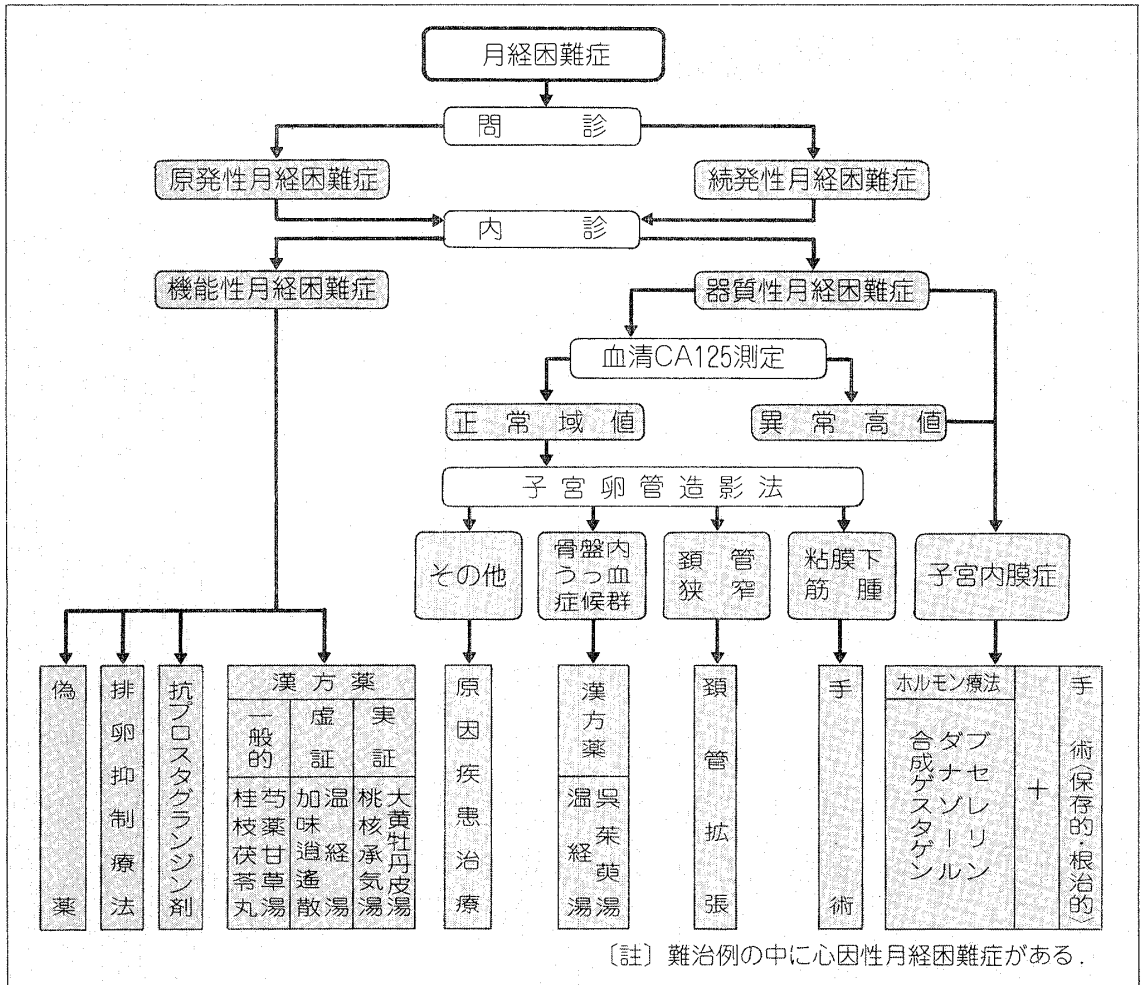 月経困難症
問診
原発性月経困難症
続発性月経困難症
内診
機能性月経困難症
器質性月経困難症
血清CA125測定
正常域値
異常高値
子宮卵管造影法
その他
骨盤内
うっ血
症候群
頚管
狭窄
粘膜下
筋腫
子宮内膜症
偽薬
排卵抑制療法
抗プロスタグランジン剤
漢方薬
一般的
虚証
実証
芍薬甘草湯
桂枝茯苓丸
温経湯
加味逍遙散
大黄牡丹皮湯
桃核承気湯
原因疾患治療
漢方薬
呉茱萸湯
温経湯
頚管拡張
手術
ホルモン療法
ブセレリン
ダナゾール
合成ゲスタゲン
+
手術(保存的・根治的)
〔註〕難治例の中に心因性月経困難症がある.